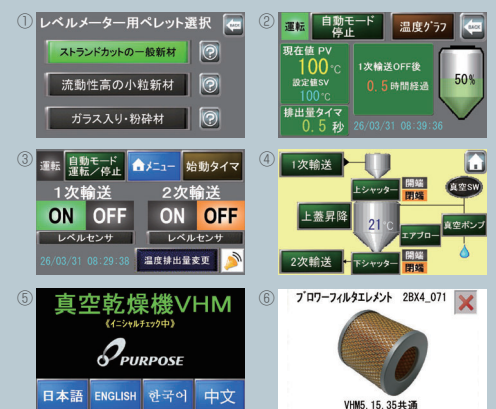 ① レベルメーター用ペレット選択 BACK
ストランドカットの一般新材 ?
流動性高の小粒新材 ?
ガラス入り・粉砕材 ?
② 運転 自動モード 停止 温度グラフ BACK
現在値 PV
100℃
設定値SV
100℃
1次輸送OFF後
0.5時間経過
50%
排出量タイマ
0.5 秒
26/03/31 08:39:36
③ 運転 自動モード 運転/停止 メニュー 始動タイマ
1次輸送 2次輸送
ON OFF ON OFF
レベルセンサ レベルセンサ
26/03/31 08:29:38 温度排出量変更
④ 1次輸送
上シャッター 開端 閉端 真空SW
上蓋昇降 21℃ エアブロー 真空ポンプ
2次輸送 下シャッター 開端 閉端
⑤ 真空乾燥機VHM
《イニシャルチェック中》
PURPOSE
日本語 ENGLISH 한국어 中文
⑥ ブロワーフィルタエレメント 2BX4_071
VHM5.15.35共通